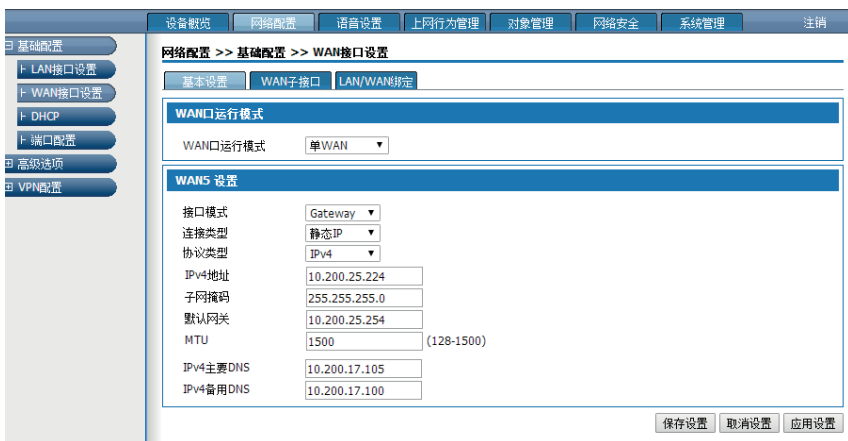 设备概览 网络配置 语音设置 上网行为管理 对象管理 网络安全 系统管理 注销
基础配置
LAN接口设置
WAN接口设置
DHCP
端口配置
高级选项
VPN配置
网络配置 >> 基础配置 >> WAN接口设置
基本设置 WAN子接口 LAN/WAN绑定
WAN口运行模式
WAN口运行模式 单WAN
WAN5 设置
接口模式 Gateway
连接类型 静态IP
协议类型 IPv4
IPv4地址 10.200.25.224
子网掩码 255.255.255.0
默认网关 10.200.25.254
MTU 1500 (128-1500)
IPv4主要DNS 10.200.17.105
IPv4备用DNS 10.200.17.100
保存设置 取消设置 应用设置